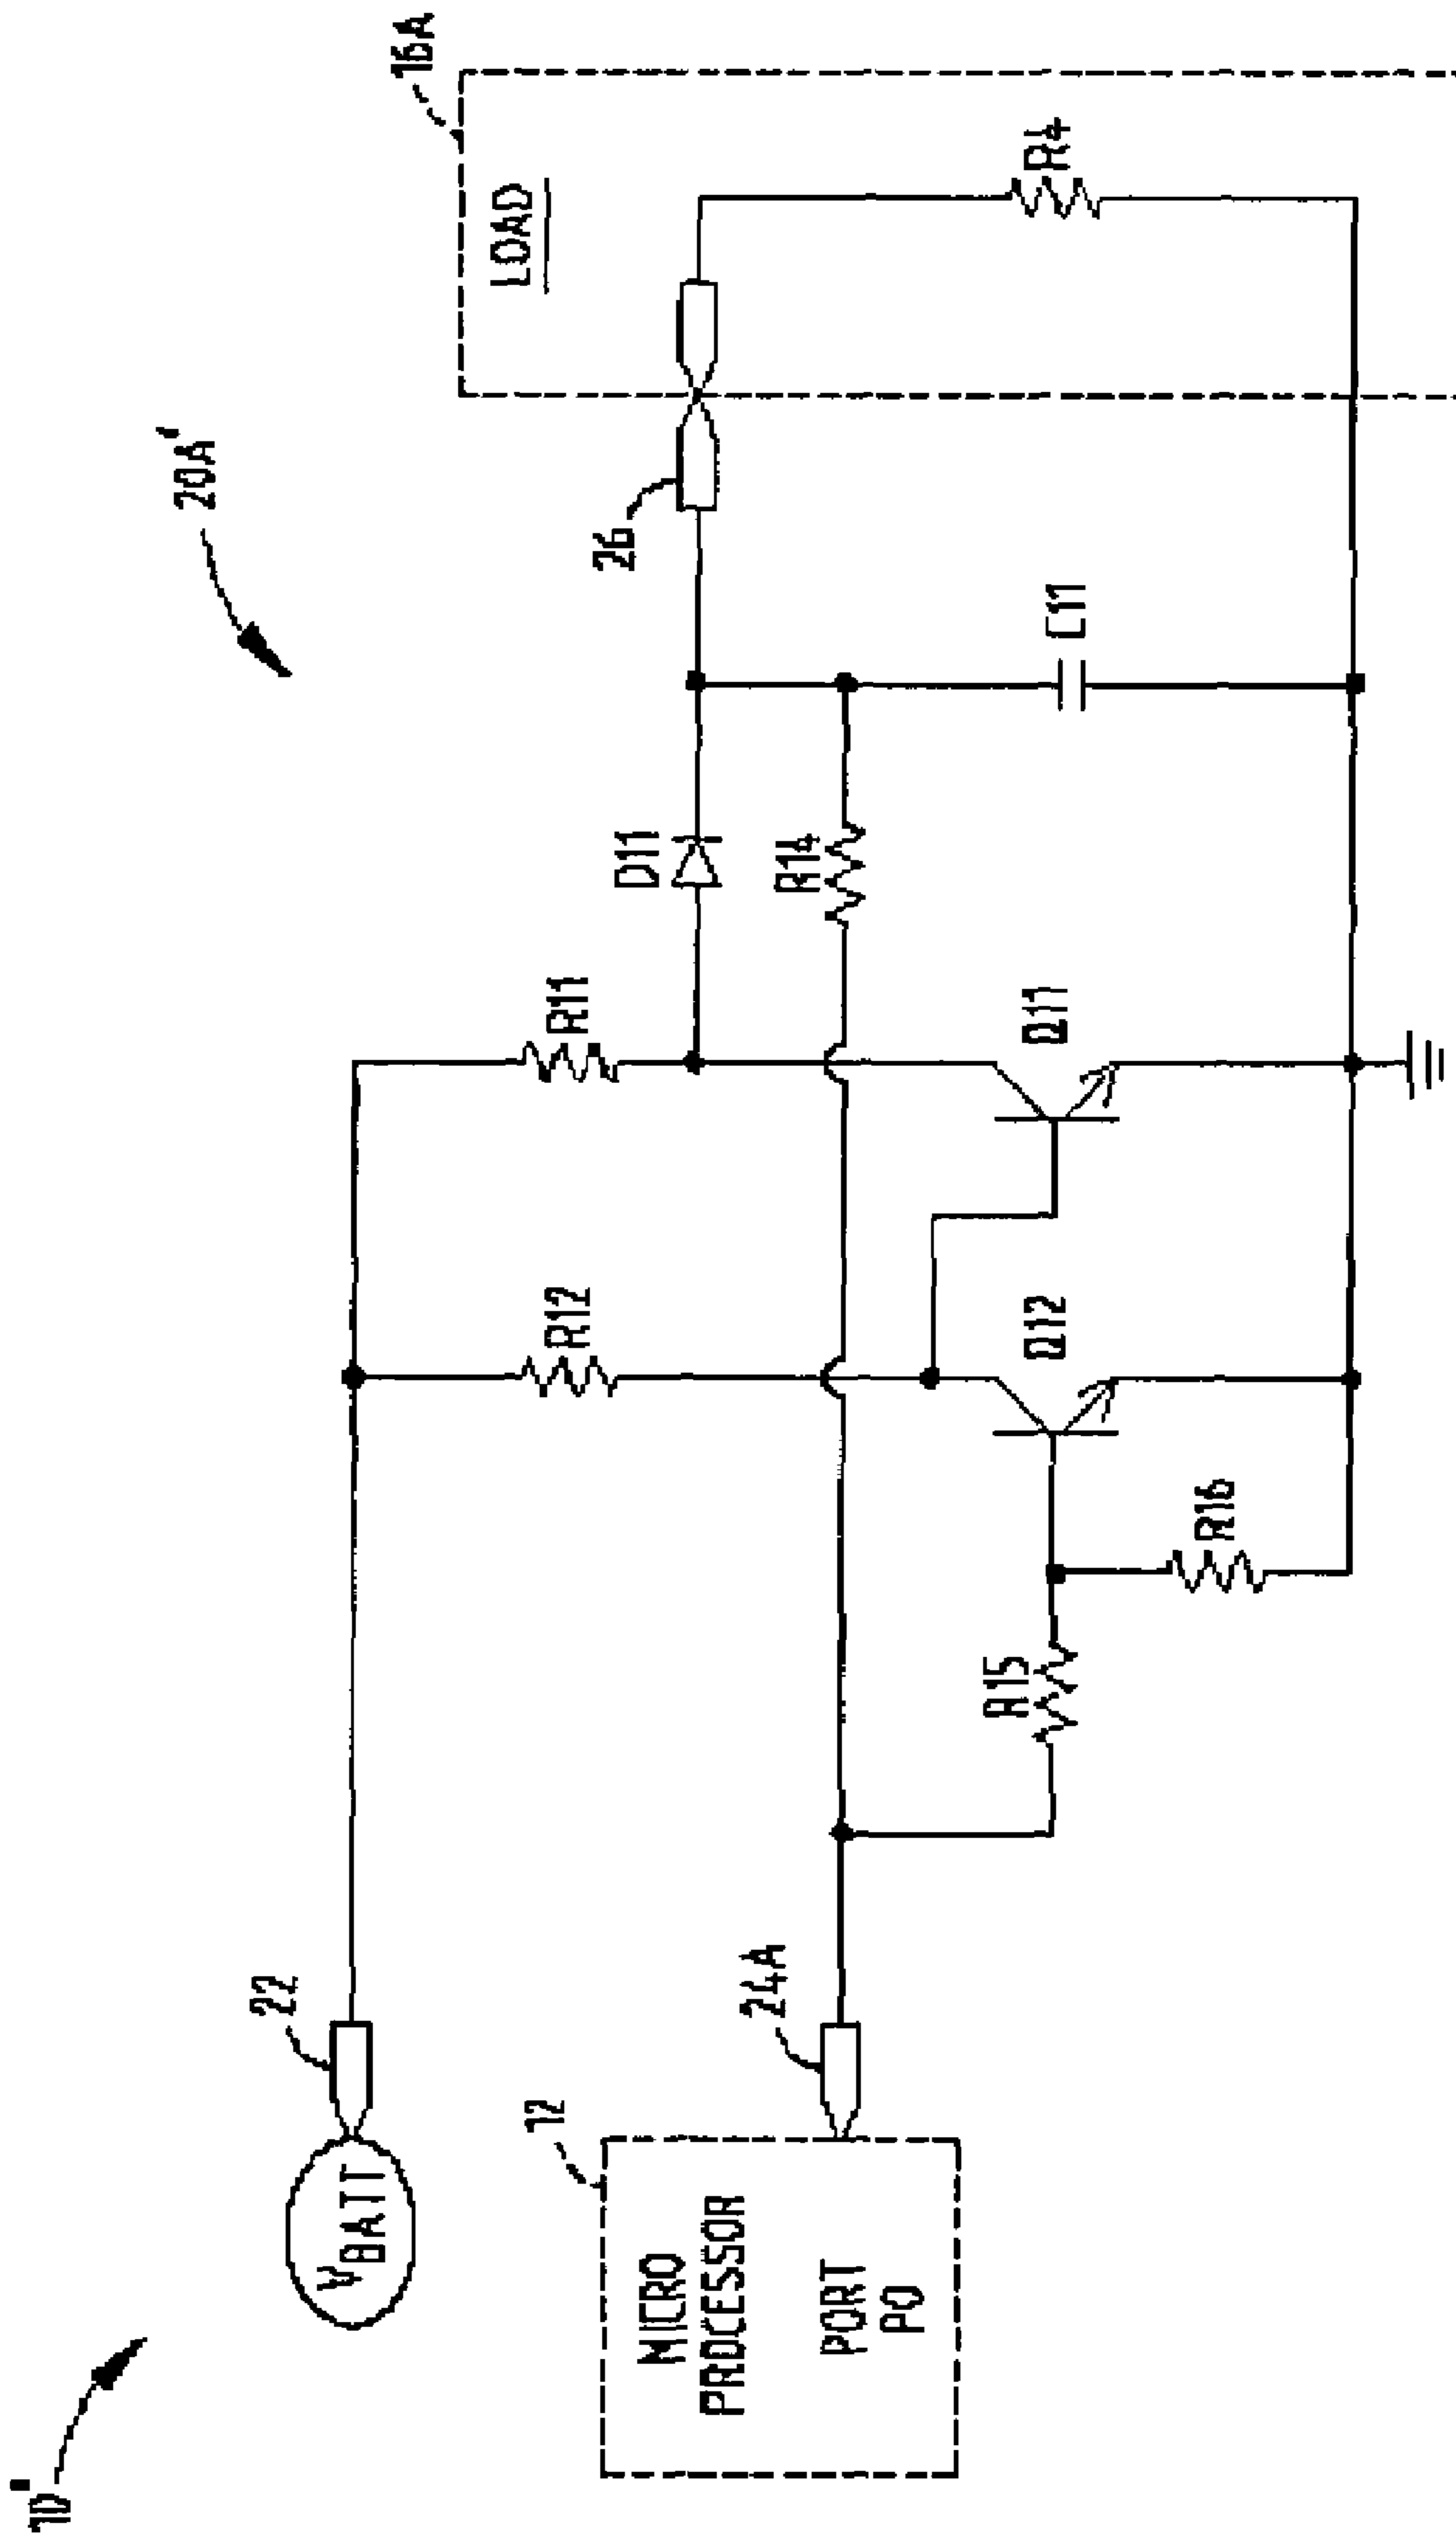 10'
20A'
16A
LOAD
22
VBATT
R12
R11
D11
26
R4
12
MICRO
PROCESSOR
PORT
P0
24A
R14
C11
R15
R16
Q12
Q11